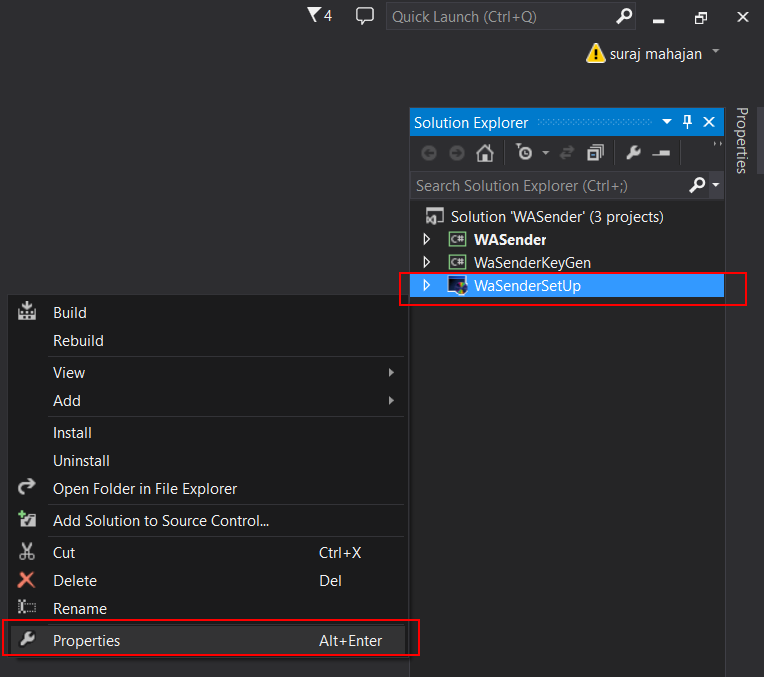 4
Quick Launch (Ctrl+Q)
suraj mahajan
Solution Explorer
Properties
Search Solution Explorer (Ctrl+;)
Solution 'WASender' (3 projects)
C# WASender
C# WaSenderKeyGen
WaSenderSetUp
Build
Rebuild
View
Add
Install
Uninstall
Open Folder in File Explorer
Add Solution to Source Control...
Cut Ctrl+X
Delete Del
Rename
Properties Alt+Enter